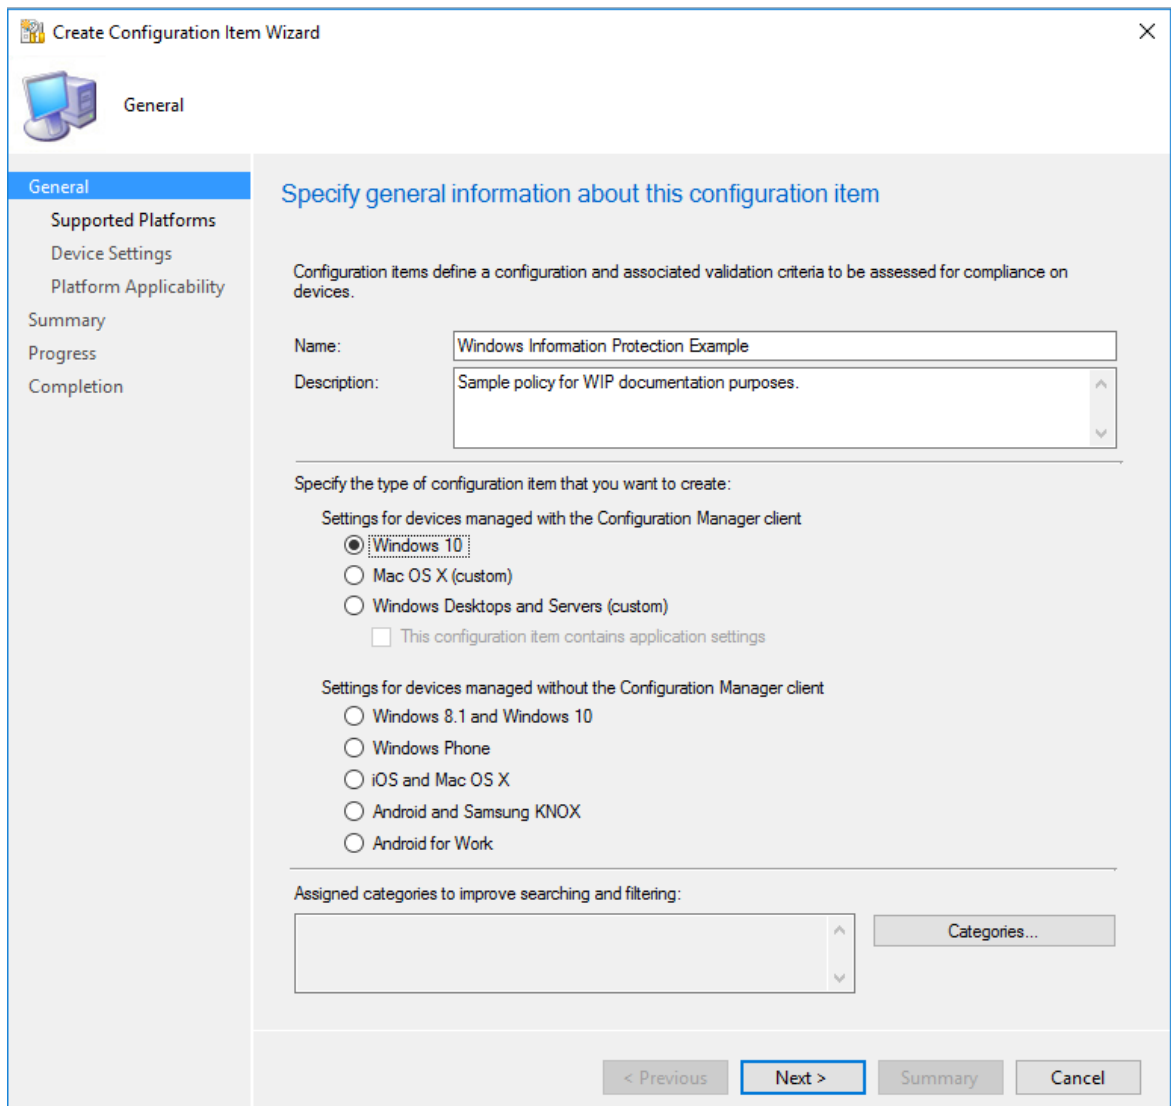 Create Configuration Item Wizard
General
General
Supported Platforms
Device Settings
Platform Applicability
Summary
Progress
Completion
Specify general information about this configuration item
Configuration items define a configuration and associated validation criteria to be assessed for compliance on
devices.
Name: Windows Information Protection Example
Description: Sample policy for WIP documentation purposes.
Specify the type of configuration item that you want to create:
Settings for devices managed with the Configuration Manager client
Windows 10
Mac OS X (custom)
Windows Desktops and Servers (custom)
This configuration item contains application settings
Settings for devices managed without the Configuration Manager client
Windows 8.1 and Windows 10
Windows Phone
iOS and Mac OS X
Android and Samsung KNOX
Android for Work
Assigned categories to improve searching and filtering:
Categories...
< Previous Next > Summary Cancel